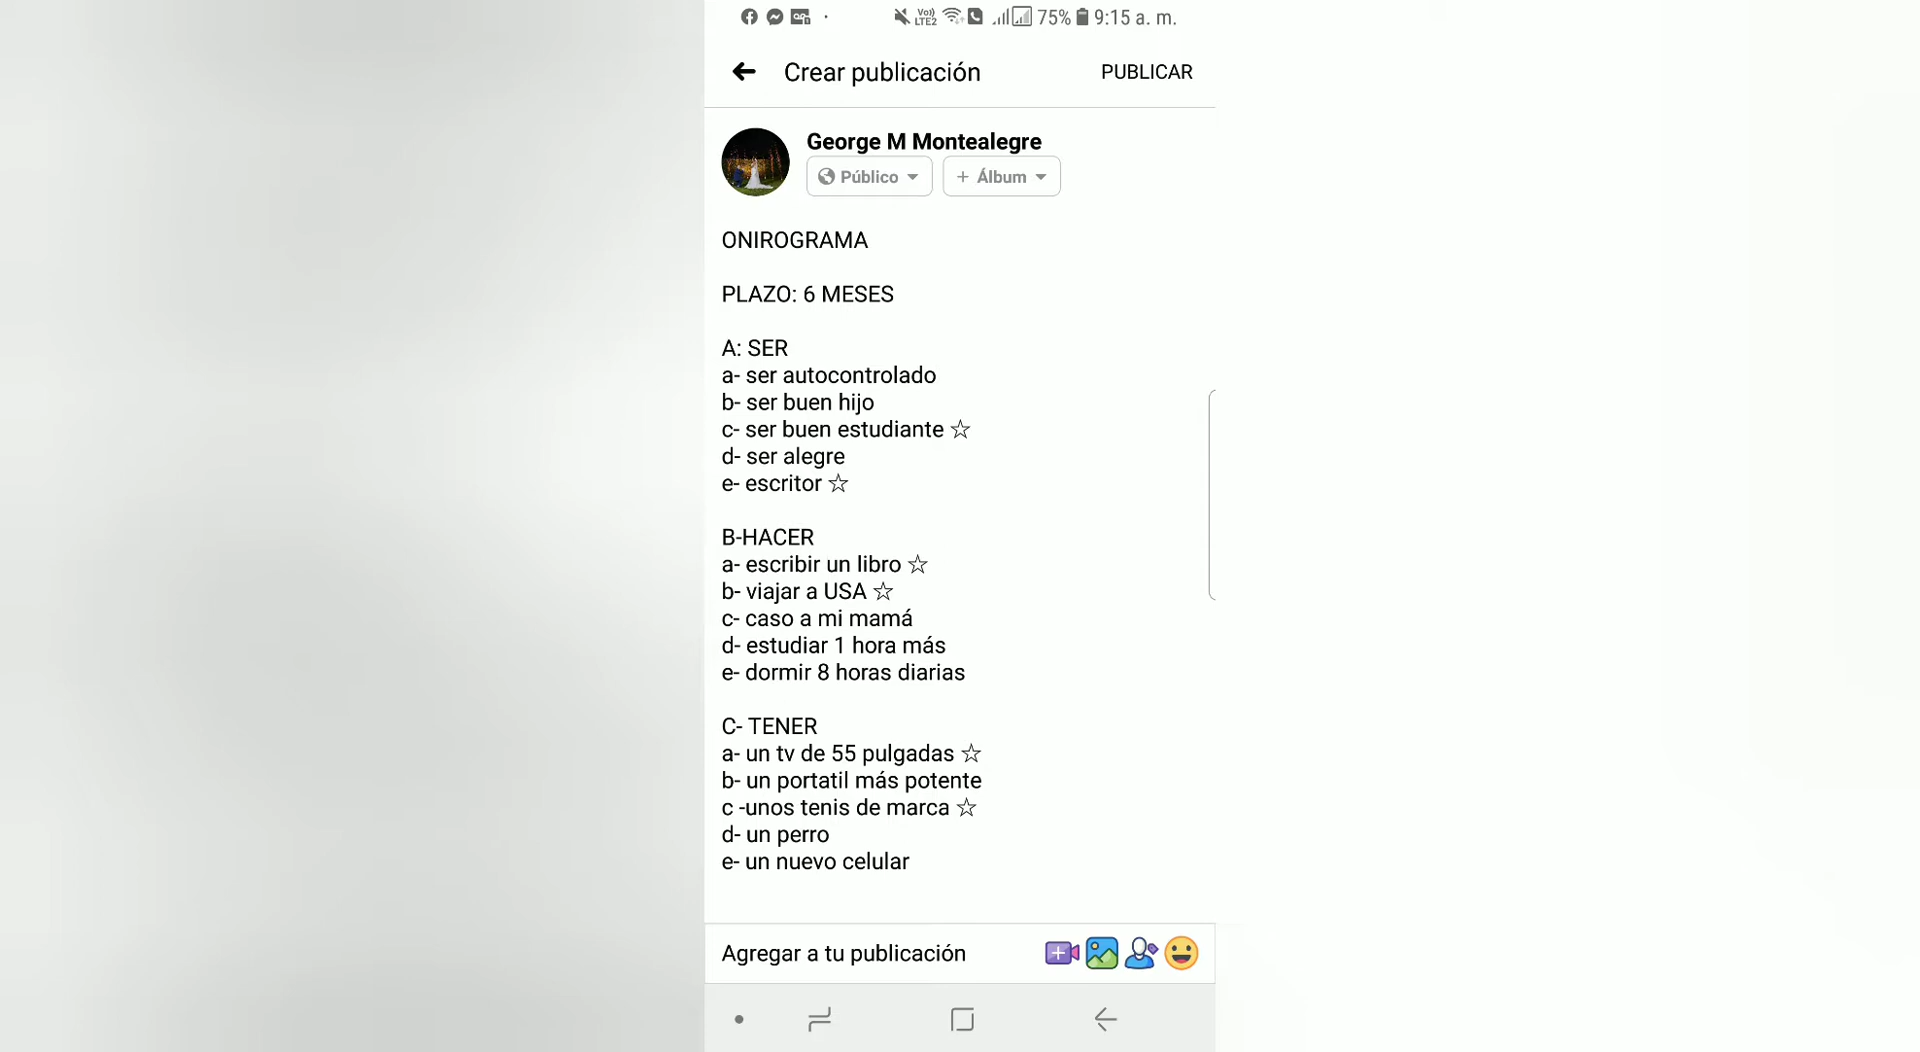 Vo))
LTE2
75%
9:15 a. m.
Crear publicación
PUBLICAR
George M Montealegre
Público
+ Álbum
ONIROGRAMA
PLAZO: 6 MESES
A: SER
a- ser autocontrolado
b- ser buen hijo
c- ser buen estudiante ☆
d- ser alegre
e- escritor ☆
B-HACER
a- escribir un libro ☆
b- viajar a USA ☆
c- caso a mi mamá
d- estudiar 1 hora más
e- dormir 8 horas diarias
C- TENER
a- un tv de 55 pulgadas ☆
b- un portatil más potente
c -unos tenis de marca ☆
d- un perro
e- un nuevo celular
Agregar a tu publicación